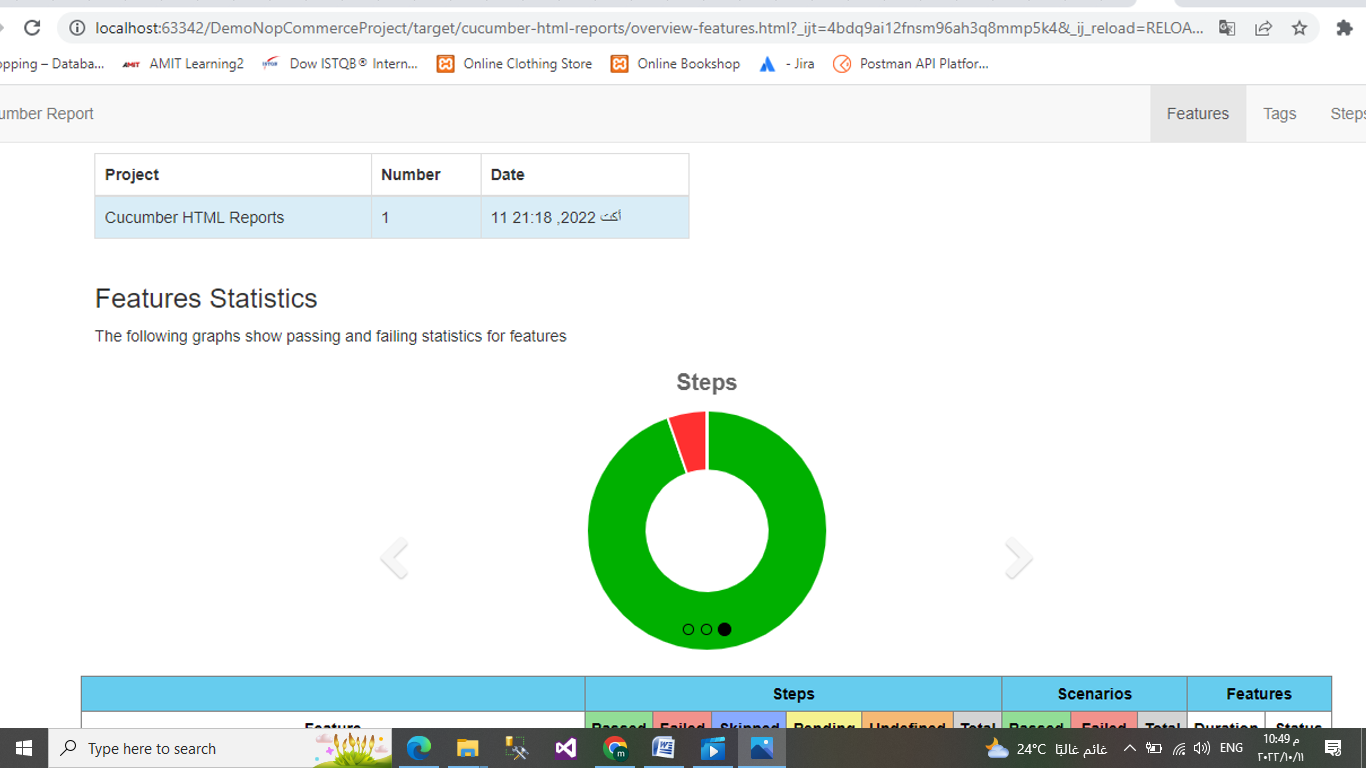 localhost:63342/DemoNopCommerceProject/target/cucumber-html-reports/overview-features.html?_ijt=4bdq9ai12fnsm96ah3q8mmp5k4&_ij_reload=RELOA...
opping – Databa... AMIT AMIT Learning2 Dow ISTQB® Intern... Online Clothing Store Online Bookshop - Jira Postman API Platfor...
umber Report Features Tags Steps
Project Number Date
Cucumber HTML Reports 1 11 21:18 ,2022 أكت
Features Statistics
The following graphs show passing and failing statistics for features
Steps
Steps Scenarios Features
Feature Passed Failed Skipped Pending Undefined Total Passed Failed Total Duration Status
Type here to search 24°C غائم غالبًا ENG 10:49 م
٢٠٢٢/١٠/١١